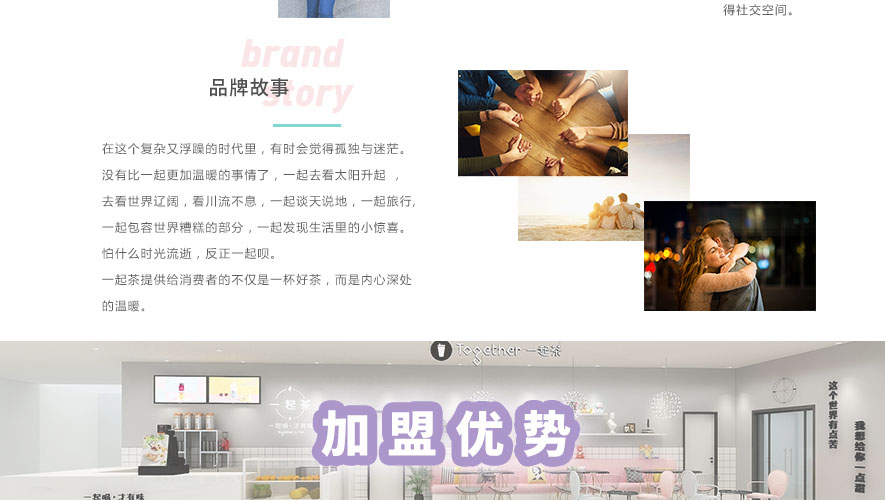 得社交空间。
brand
story
品牌故事
在这个复杂又浮躁的时代里，有时会觉得孤独与迷茫。
没有比一起更加温暖的事情了，一起去看太阳升起 ，
去看世界辽阔，看川流不息，一起谈天说地，一起旅行，
一起包容世界糟糕的部分，一起发现生活里的小惊喜。
怕什么时光流逝，反正一起呗。
一起茶提供给消费者的不仅是一杯好茶，而是内心深处
的温暖。
Together 一起茶
一起茶
一起喝·才有味
加盟优势
这个世界有点苦
我想给你一点甜
一起喝·才有味